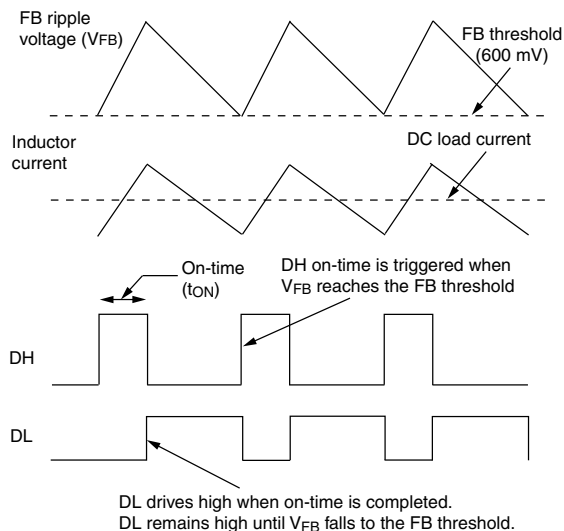 FB ripple
voltage (VFB)
FB threshold
(600 mV)
Inductor
current
DC load current
On-time
(tON)
DH on-time is triggered when
VFB reaches the FB threshold
DH
DL
DL drives high when on-time is completed.
DL remains high until VFB falls to the FB threshold.